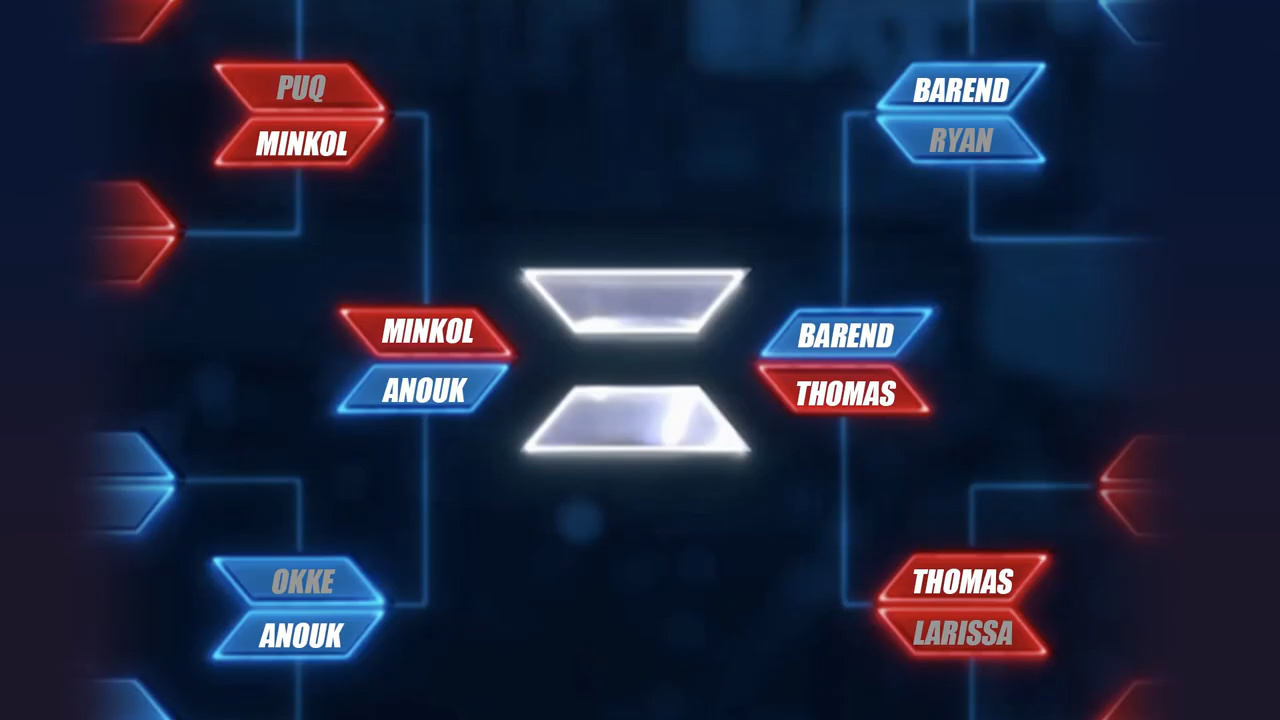 PUQ
MINKOL
BAREND
RYAN
MINKOL
ANOUK
BAREND
THOMAS
OKKE
ANOUK
THOMAS
LARISSA